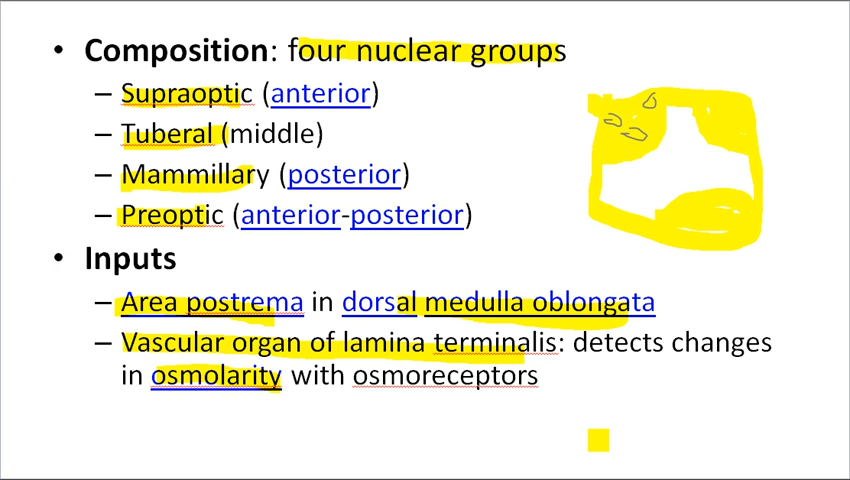 • Composition: four nuclear groups
– Supraoptic (anterior)
– Tuberal (middle)
– Mammillary (posterior)
– Preoptic (anterior-posterior)
• Inputs
– Area postrema in dorsal medulla oblongata
– Vascular organ of lamina terminalis: detects changes
in osmolarity with osmoreceptors